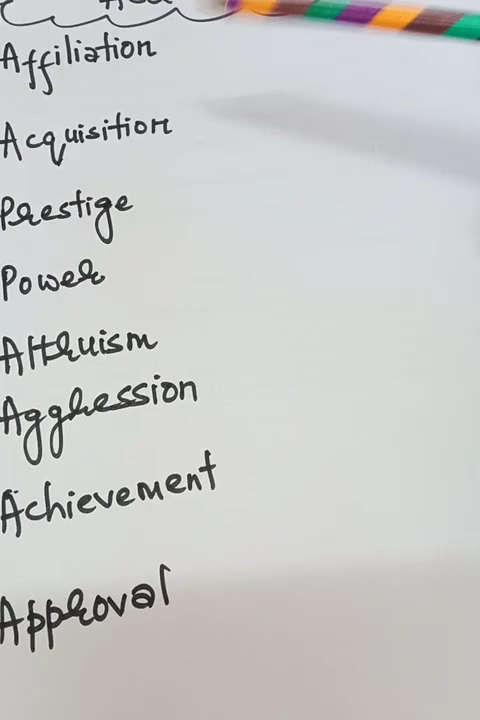 Affiliation
Acquisition
Prestige
Power
Altruism
Aggression
Achievement
Approval